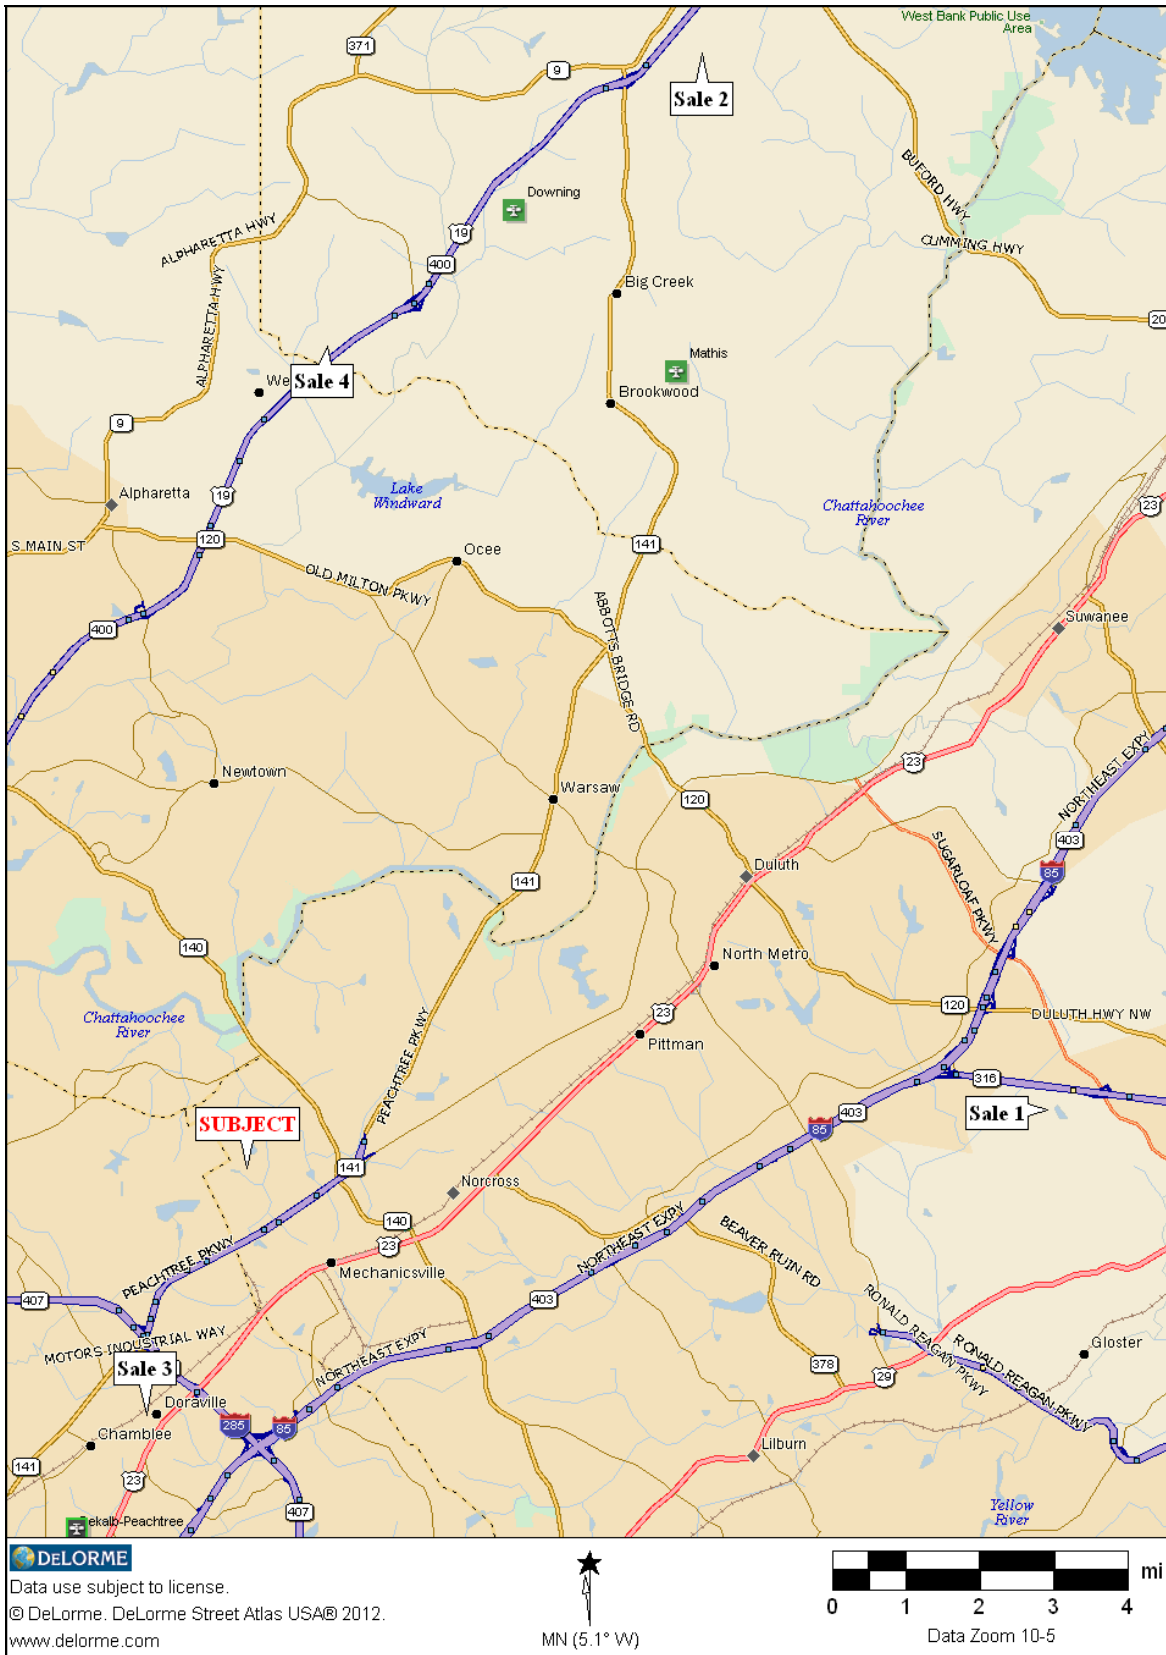 West Bank Public Use
Area
371
9
Sale 2
BUFORD HWY
Downing
ALPHARETTA HWY
19
CUMMING HWY
400
Big Creek
ALPHARETTA HWY
20
Mathis
Sale 4
We
Brookwood
9
Alpharetta
Lake
Windward
19
Chattahoochee
River
23
S MAIN ST
120
141
Ocee
OLD MILTON PKWY
ABBOTTS BRIDGE RD
Suwanee
400
23
NORTHEAST EXPY
Newtown
Warsaw
120
403
SUGARLOAF PKWY
Duluth
85
141
140
North Metro
Chattahoochee
River
PEACHTREE PKWY
23
120
DULUTH HWY NW
Pittman
316
403
Sale 1
SUBJECT
85
141
Norcross
140
BEAVER RUIN RD
NORTHEAST EXPY
23
PEACHTREE PKWY
Mechanicsville
407
403
RONALD REAGAN PKWY
MOTORS INDUSTRIAL WAY
NORTHEAST EXPY
RONALD REAGAN PKWY
Gloster
Sale 3
378
29
Doraville
285
85
Chamblee
Lilburn
141
23
407
Yellow
River
Dekalb-Peachtree
DELORME
Data use subject to license.
© DeLorme. DeLorme Street Atlas USA® 2012.
www.delorme.com
MN (5.1° W)
mi
0 1 2 3 4
Data Zoom 10-5